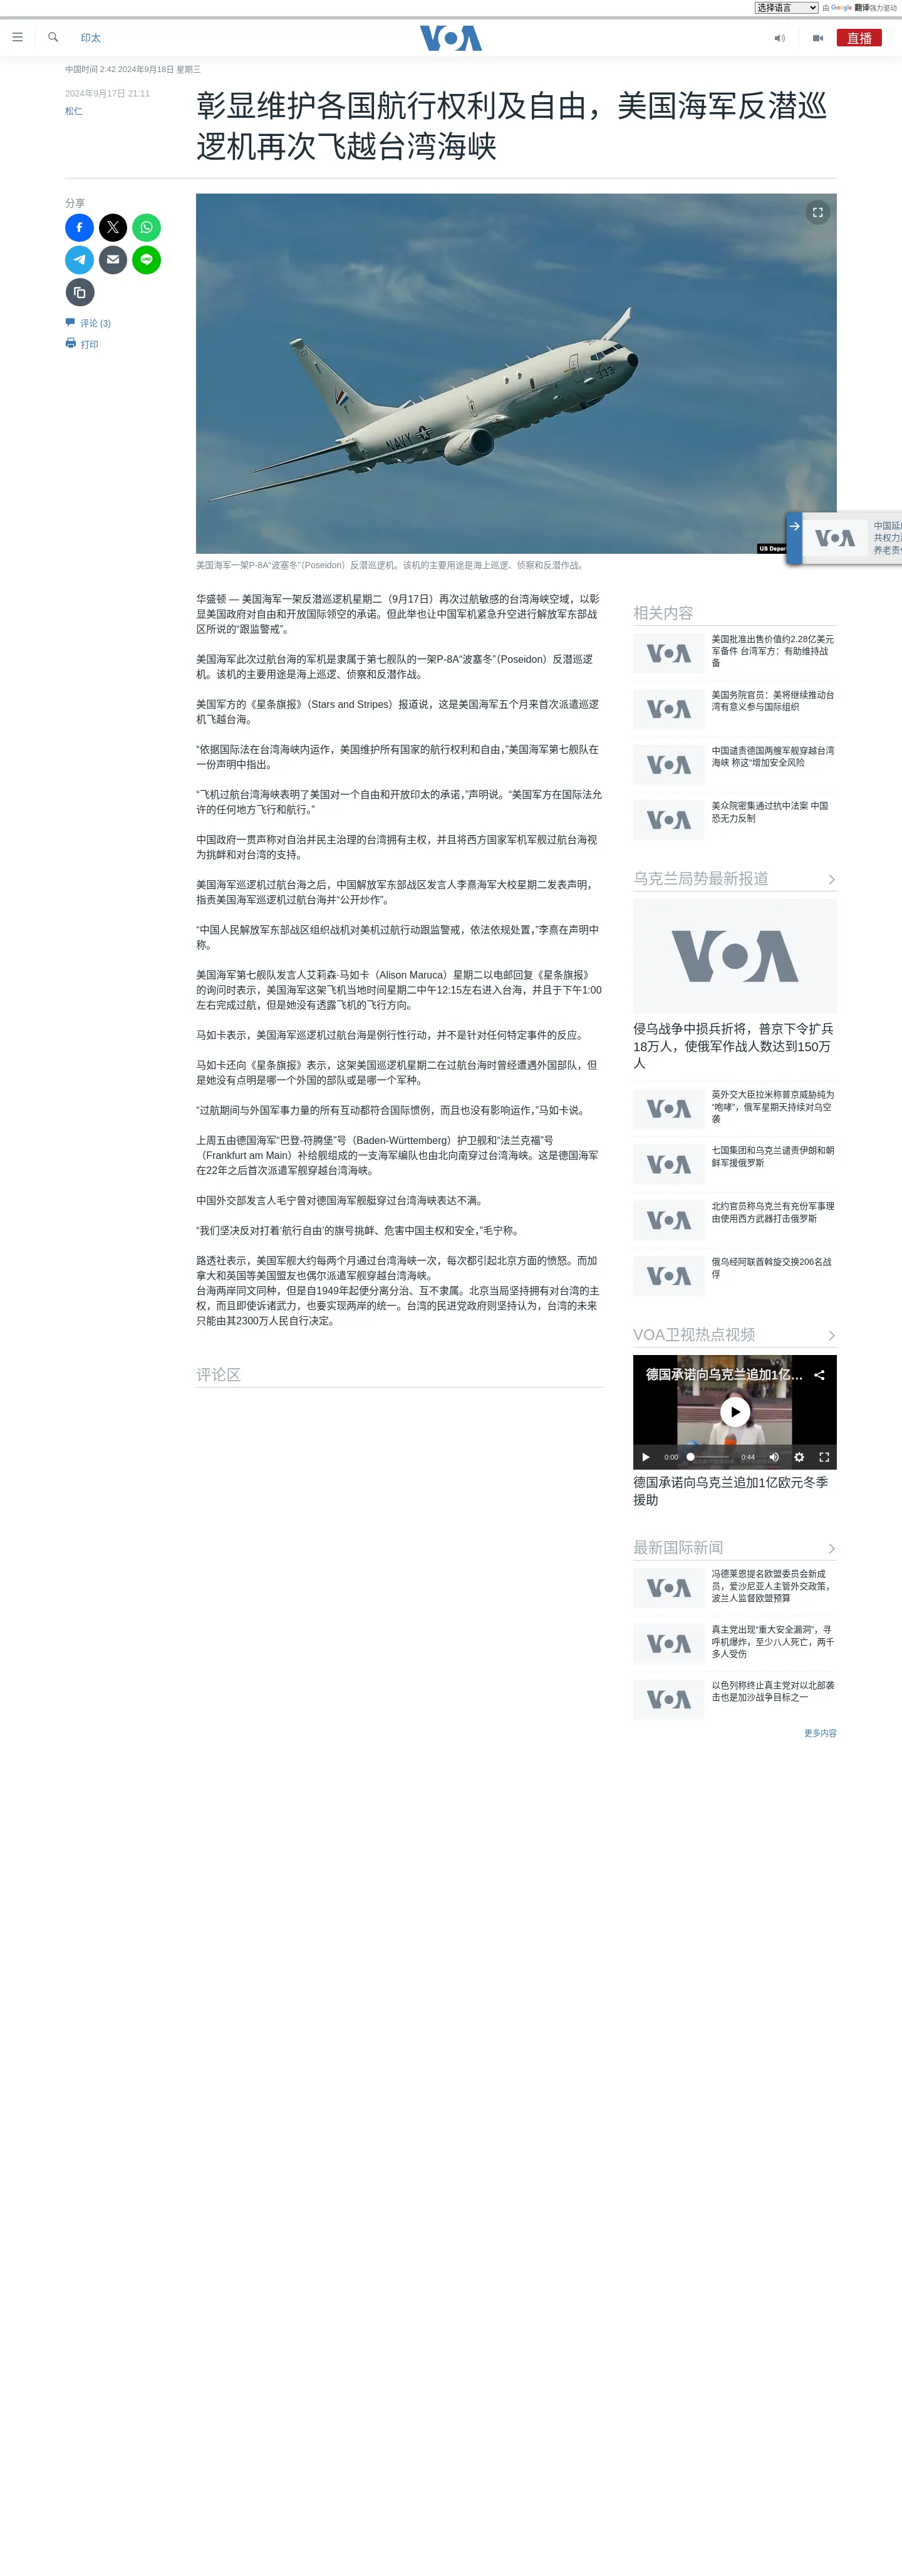 选择语言 由 Google 翻译强力驱动
印太
VOA
直播
中国时间 2:42 2024年9月18日 星期三
2024年9月17日 21:11
松仁
彰显维护各国航行权利及自由，美国海军反潜巡
逻机再次飞越台湾海峡
分享
评论 (3)
打印
NAVY
333
US Depar
美国海军一架P-8A“波塞冬”（Poseidon）反潜巡逻机。该机的主要用途是海上巡逻、侦察和反潜作战。
VOA
养老责
华盛顿 — 美国海军一架反潜巡逻机星期二（9月17日）再次过航敏感的台湾海峡空域，以彰
显美国政府对自由和开放国际领空的承诺。但此举也让中国军机紧急升空进行解放军东部战
区所说的“跟监警戒”。
美国海军此次过航台海的军机是隶属于第七舰队的一架P-8A“波塞冬”（Poseidon）反潜巡逻
机。该机的主要用途是海上巡逻、侦察和反潜作战。
美国军方的《星条旗报》（Stars and Stripes）报道说，这是美国海军五个月来首次派遣巡逻
机飞越台海。
“依据国际法在台湾海峡内运作，美国维护所有国家的航行权利和自由，”美国海军第七舰队在
一份声明中指出。
“飞机过航台湾海峡表明了美国对一个自由和开放印太的承诺，”声明说。“美国军方在国际法允
许的任何地方飞行和航行。”
中国政府一贯声称对自治并民主治理的台湾拥有主权，并且将西方国家军机军舰过航台海视
为挑衅和对台湾的支持。
美国海军巡逻机过航台海之后，中国解放军东部战区发言人李熹海军大校星期二发表声明，
指责美国海军巡逻机过航台海并“公开炒作”。
“中国人民解放军东部战区组织战机对美机过航行动跟监警戒，依法依规处置，”李熹在声明中
称。
美国海军第七舰队发言人艾莉森·马如卡（Alison Maruca）星期二以电邮回复《星条旗报》
的询问时表示，美国海军这架飞机当地时间星期二中午12:15左右进入台海，并且于下午1:00
左右完成过航，但是她没有透露飞机的飞行方向。
马如卡表示，美国海军巡逻机过航台海是例行性行动，并不是针对任何特定事件的反应。
马如卡还向《星条旗报》表示，这架美国巡逻机星期二在过航台海时曾经遭遇外国部队，但
是她没有点明是哪一个外国的部队或是哪一个军种。
“过航期间与外国军事力量的所有互动都符合国际惯例，而且也没有影响运作，”马如卡说。
上周五由德国海军“巴登-符腾堡”号（Baden-Württemberg）护卫舰和“法兰克福”号
（Frankfurt am Main）补给舰组成的一支海军编队也由北向南穿过台湾海峡。这是德国海军
在22年之后首次派遣军舰穿越台湾海峡。
中国外交部发言人毛宁曾对德国海军舰艇穿过台湾海峡表达不满。
“我们坚决反对打着‘航行自由’的旗号挑衅、危害中国主权和安全，”毛宁称。
路透社表示，美国军舰大约每两个月通过台湾海峡一次，每次都引起北京方面的愤怒。而加
拿大和英国等美国盟友也偶尔派遣军舰穿越台湾海峡。
台海两岸同文同种，但是自1949年起便分离分治、互不隶属。北京当局坚持拥有对台湾的主
权，而且即使诉诸武力，也要实现两岸的统一。台湾的民进党政府则坚持认为，台湾的未来
只能由其2300万人民自行决定。
评论区
相关内容
VOA
美国批准出售价值约2.28亿美元
军备件 台湾军方：有助维持战
备
VOA
美国务院官员：美将继续推动台
湾有意义参与国际组织
VOA
中国谴责德国两艘军舰穿越台湾
海峡 称这“增加安全风险
VOA
美众院密集通过抗中法案 中国
恐无力反制
乌克兰局势最新报道
VOA
侵乌战争中损兵折将，普京下令扩兵
18万人，使俄军作战人数达到150万
人
VOA
英外交大臣拉米称普京威胁纯为
“咆哮”，俄军星期天持续对乌空
袭
VOA
七国集团和乌克兰谴责伊朗和朝
鲜军援俄罗斯
VOA
北约官员称乌克兰有充份军事理
由使用西方武器打击俄罗斯
VOA
俄乌经阿联酋斡旋交换206名战
俘
VOA卫视热点视频
德国承诺向乌克兰追加1亿...
0:00 0:44
德国承诺向乌克兰追加1亿欧元冬季
援助
最新国际新闻
VOA
冯德莱恩提名欧盟委员会新成
员，爱沙尼亚人主管外交政策，
波兰人监督欧盟预算
VOA
真主党出现“重大安全漏洞”，寻
呼机爆炸，至少八人死亡，两千
多人受伤
VOA
以色列称终止真主党对以北部袭
击也是加沙战争目标之一
更多内容